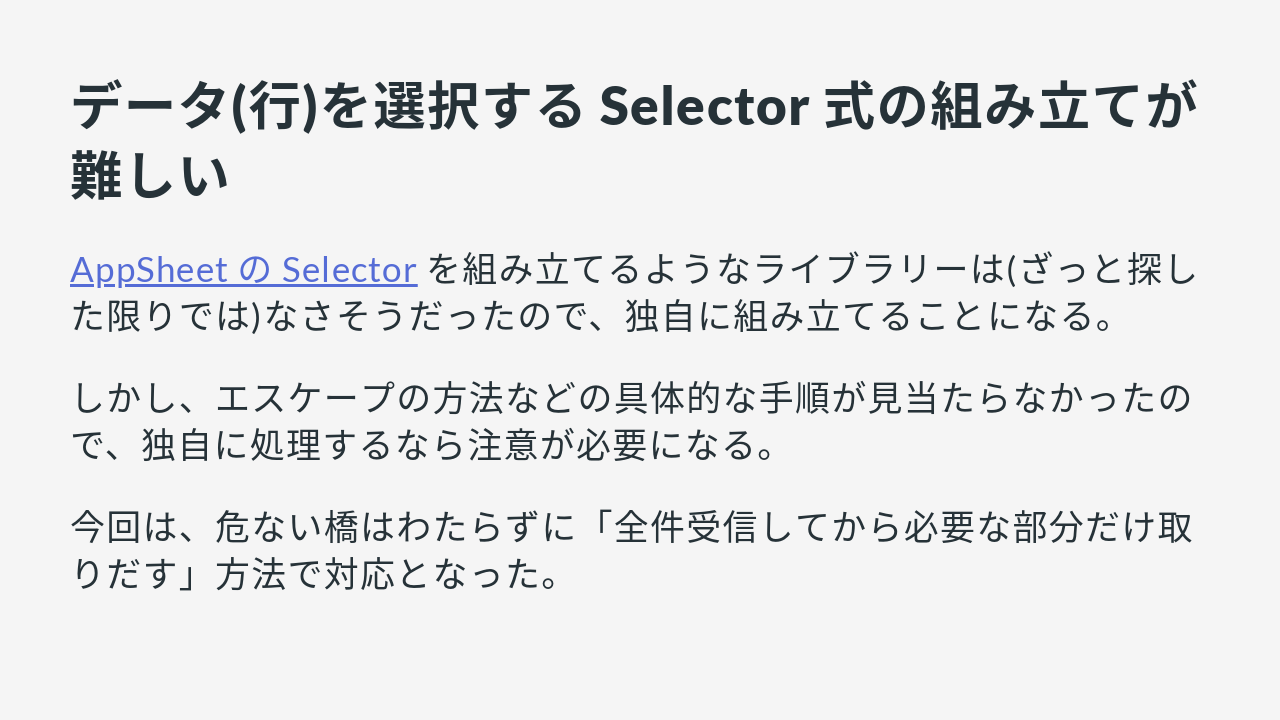 データ(行)を選択する Selector 式の組み立てが
難しい
AppSheet の Selector を組み立てるようなライブラリーは(ざっと探し
た限りでは)なさそうだったので、独自に組み立てることになる。
しかし、エスケープの方法などの具体的な手順が見当たらなかったの
で、独自に処理するなら注意が必要になる。
今回は、危ない橋はわたらずに「全件受信してから必要な部分だけ取
りだす」方法で対応となった。